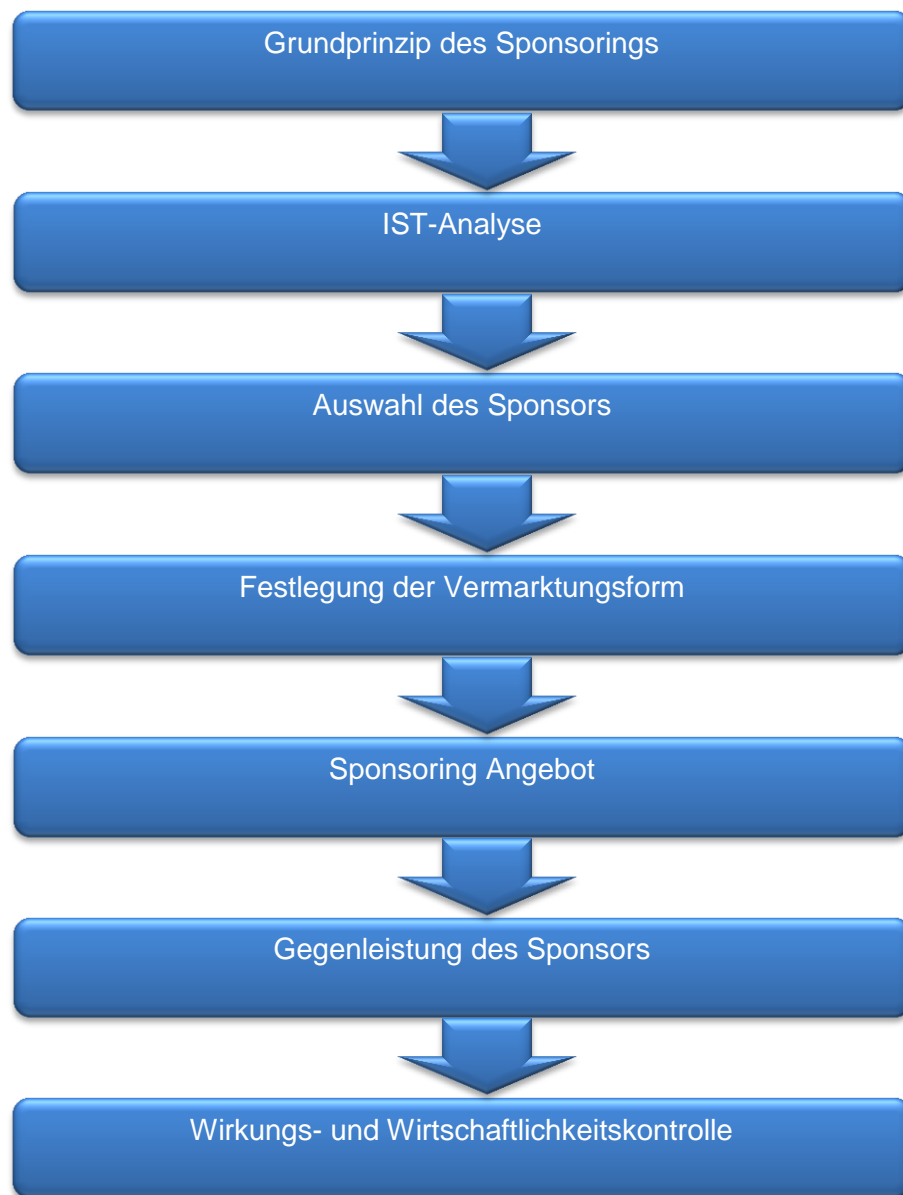 Grundprinzip des Sponsorings
IST-Analyse
Auswahl des Sponsors
Festlegung der Vermarktungsform
Sponsoring Angebot
Gegenleistung des Sponsors
Wirkungs- und Wirtschaftlichkeitskontrolle